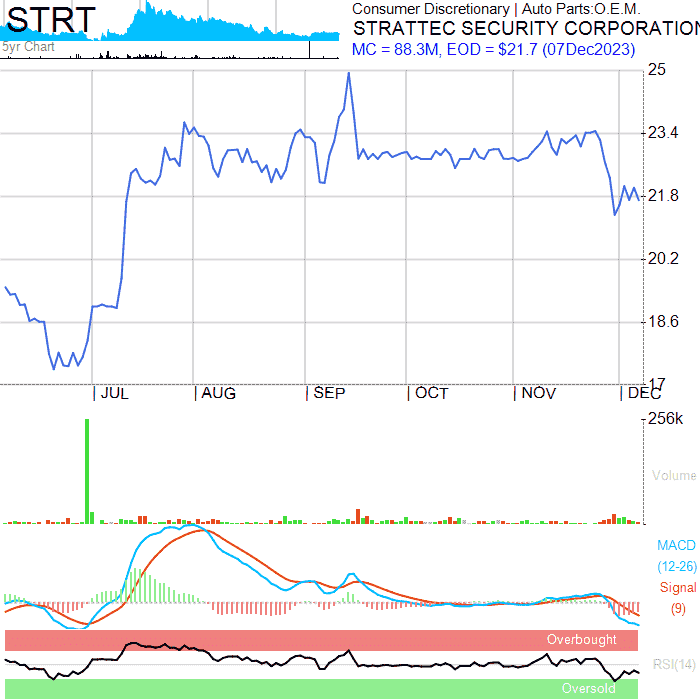 STRT
5yr Chart
Consumer Discretionary | Auto Parts:O.E.M.
STRATTEC SECURITY CORPORATION
MC = 88.3M, EOD = $21.7 (07Dec2023)
25
23.4
21.8
20.2
18.6
17
JUL AUG SEP OCT NOV DEC
256k
Volume
MACD
(12-26)
Signal
(9)
Overbought
RSI(14)
Oversold